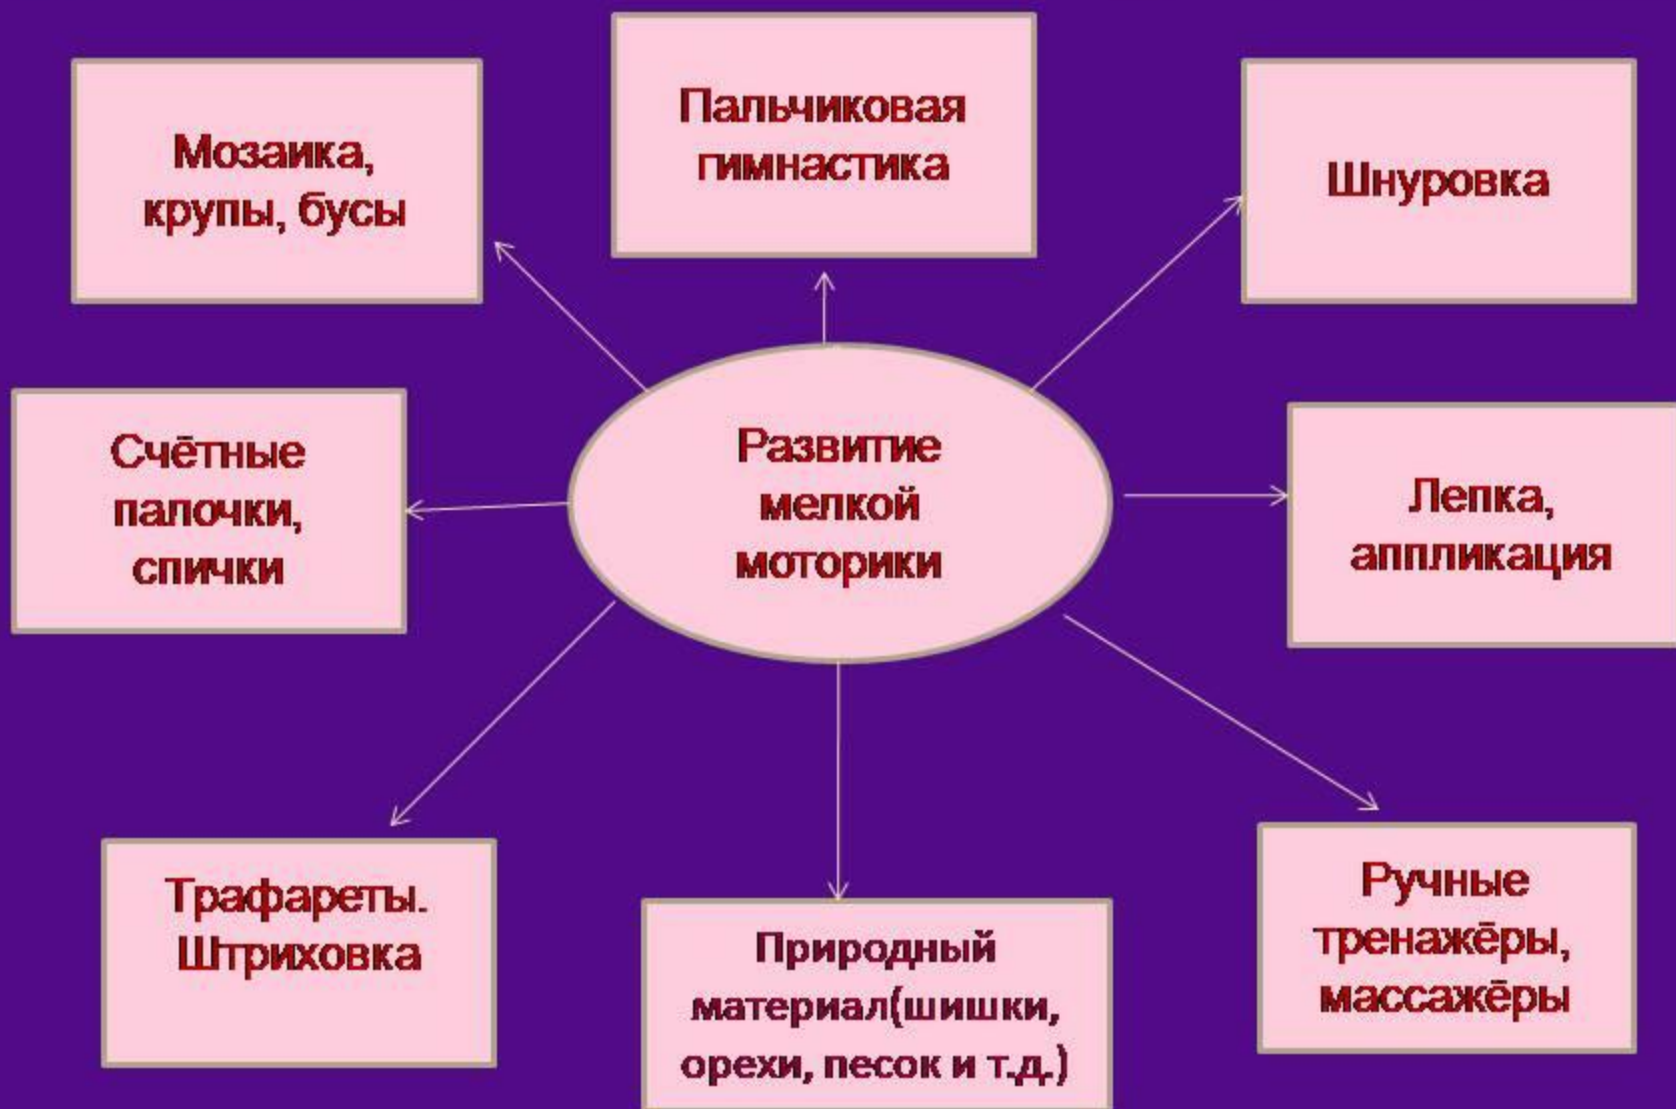 Пальчиковая
гимнастика
Мозаика,
крупы, бусы
Шнуровка
Счётные
палочки,
спички
Развитие
мелкой
моторики
Лепка,
аппликация
Трафареты.
Штриховка
Природный
материал(шишки,
орехи, песок и т.д.)
Ручные
тренажёры,
массажёры